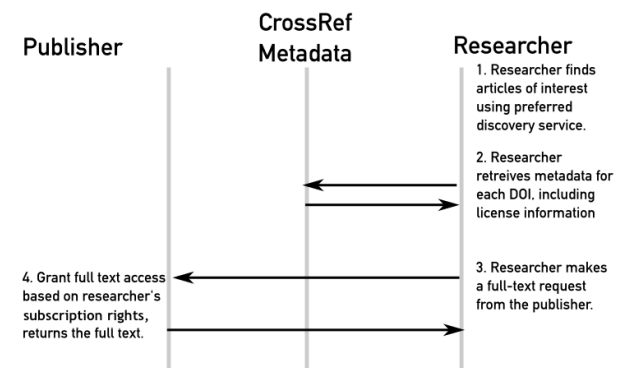 Publisher
CrossRef
Metadata
Researcher
1. Researcher finds
articles of interest
using preferred
discovery service.
2. Researcher
retreives metadata for
each DOI, including
license information
3. Researcher makes
a full-text request
from the publisher.
4. Grant full text access
based on researcher's
subscription rights,
returns the full text.